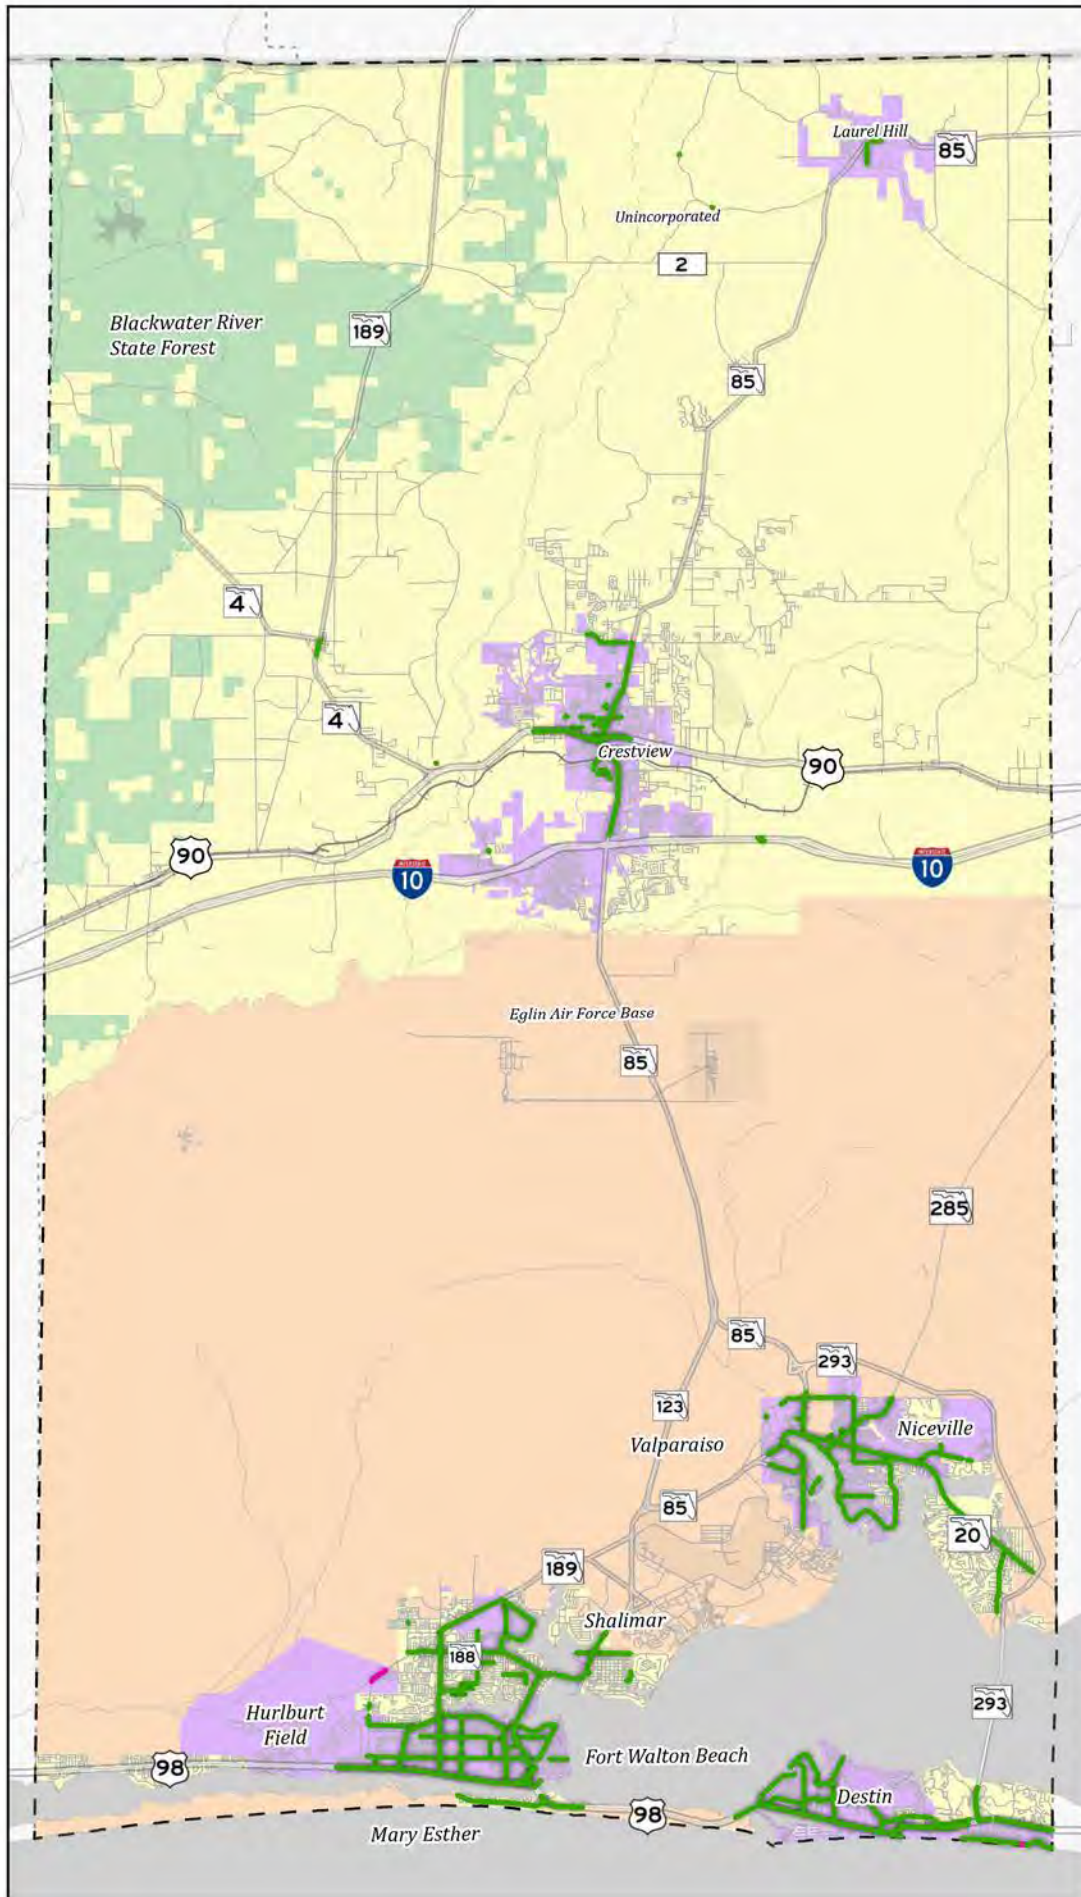 Laurel Hill
85
Unincorporated
2
Blackwater River
State Forest
189
85
4
4
Crestview
90
90
INTERSTATE
10
INTERSTATE
10
Eglin Air Force Base
85
285
85
293
123
Niceville
Valparaiso
85
20
189
Shalimar
188
293
Hurlburt
Field
Fort Walton Beach
98
Destin
98
Mary Esther